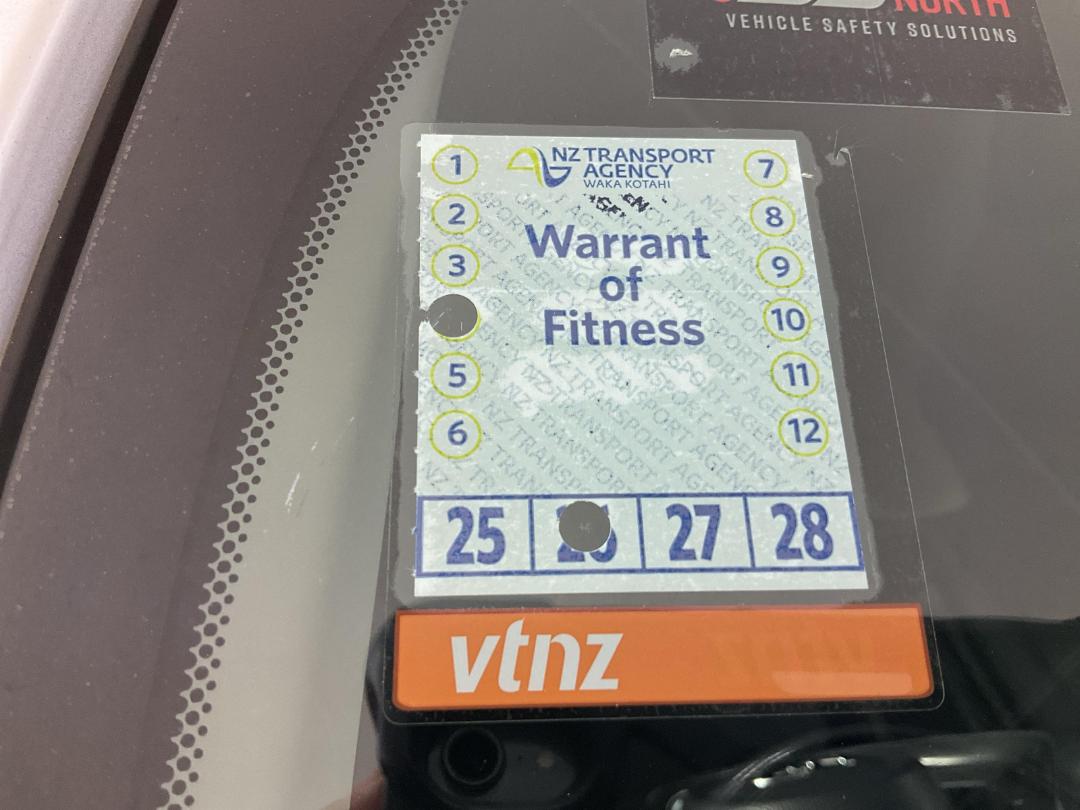 NORTH
VEHICLE SAFETY SOLUTIONS
NZ TRANSPORT
AGENCY
WAKA KOTAHI
1
7
2
8
Warrant
of
Fitness
3
9
10
5
11
6
12
25
26
27
28
vtnz